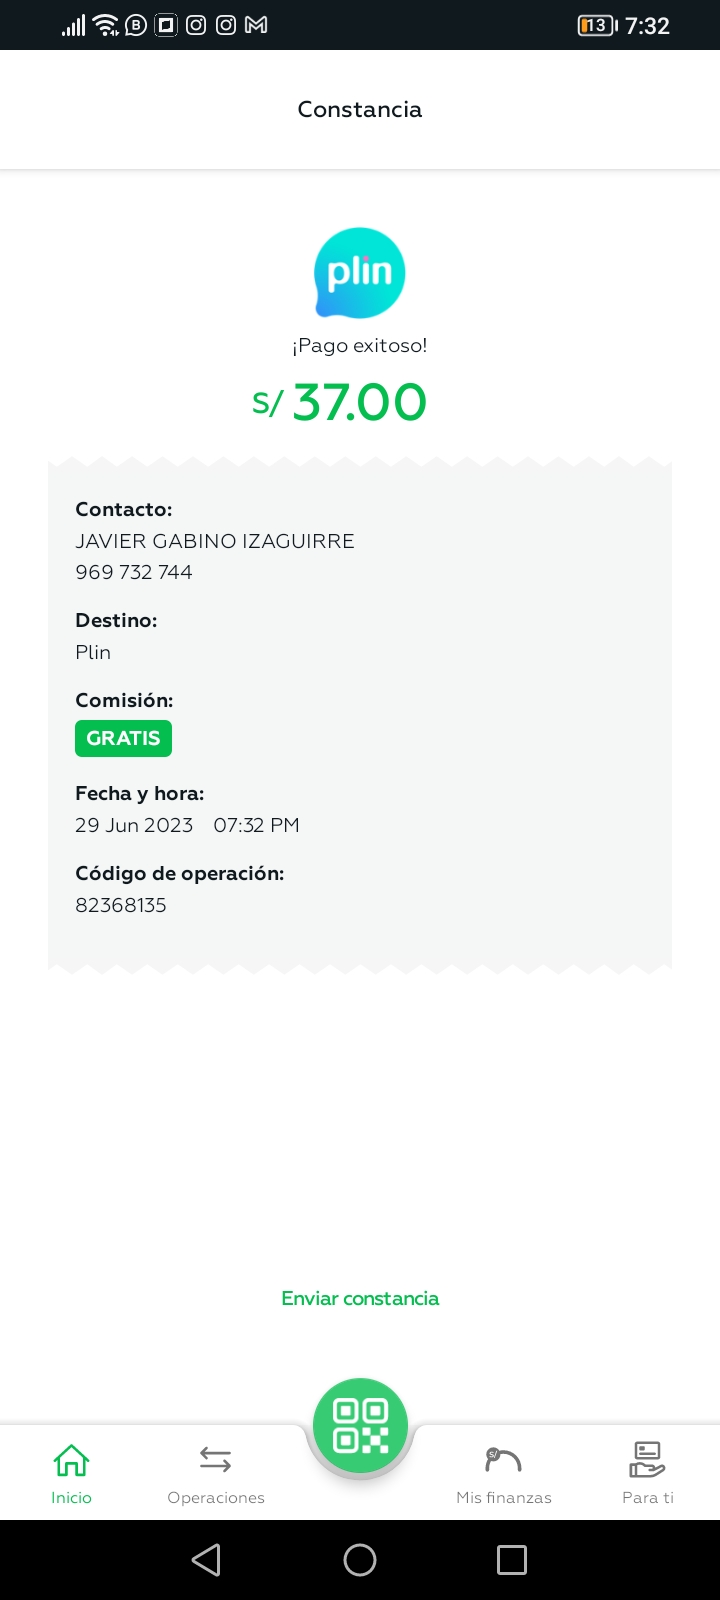 13 7:32
Constancia
plin
¡Pago exitoso!
S/ 37.00
Contacto:
JAVIER GABINO IZAGUIRRE
969 732 744
Destino:
Plin
Comisión:
GRATIS
Fecha y hora:
29 Jun 2023 07:32 PM
Código de operación:
82368135
Enviar constancia
Inicio Operaciones Mis finanzas Para ti